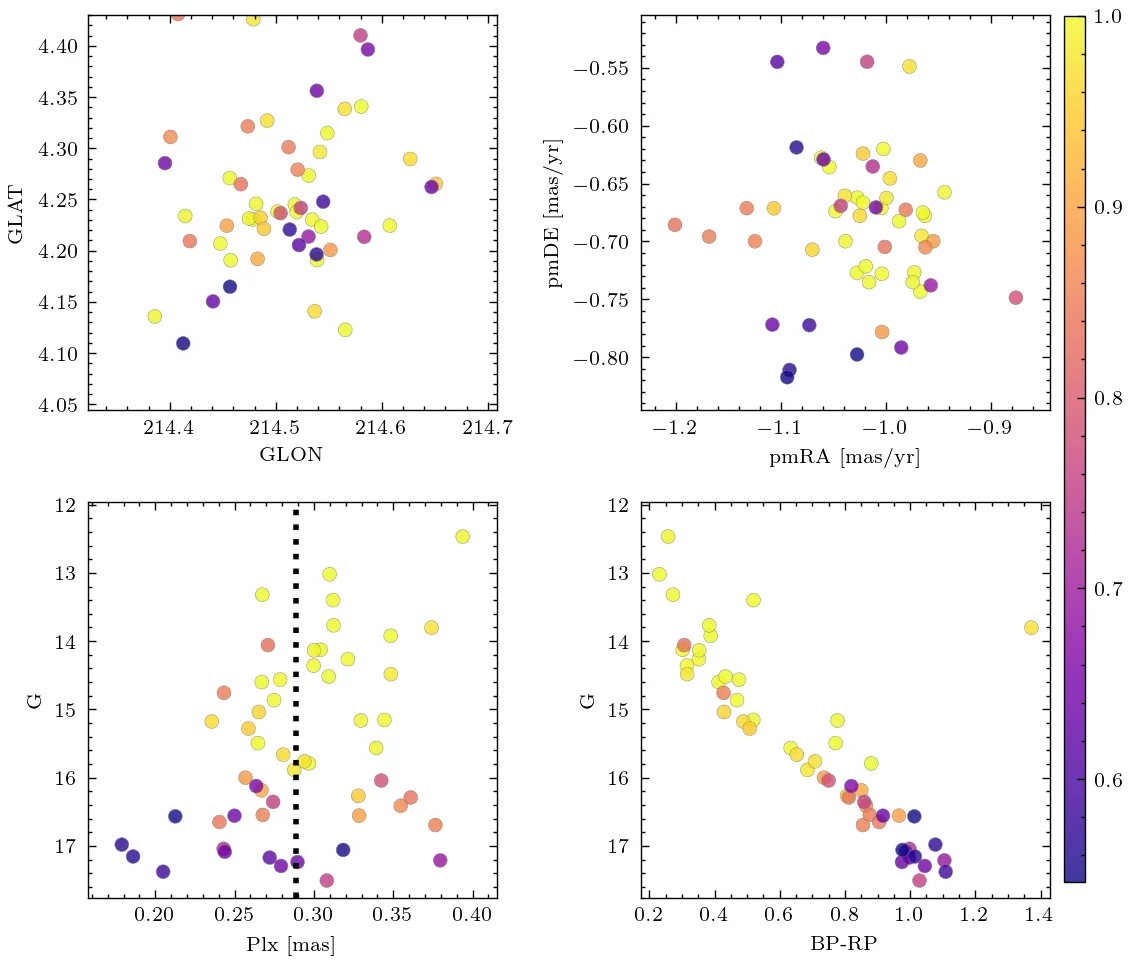 4.40
4.35
4.30
4.25
4.20
4.15
4.10
4.05
GLAT
214.4 214.5 214.6 214.7
GLON
−0.55
−0.60
−0.65
−0.70
−0.75
−0.80
pmDE [mas/yr]
−1.2 −1.1 −1.0 −0.9
pmRA [mas/yr]
1.0
0.9
0.8
0.7
0.6
12
13
14
15
16
17
G
0.20 0.25 0.30 0.35 0.40
Plx [mas]
12
13
14
15
16
17
G
0.2 0.4 0.6 0.8 1.0 1.2 1.4
BP-RP